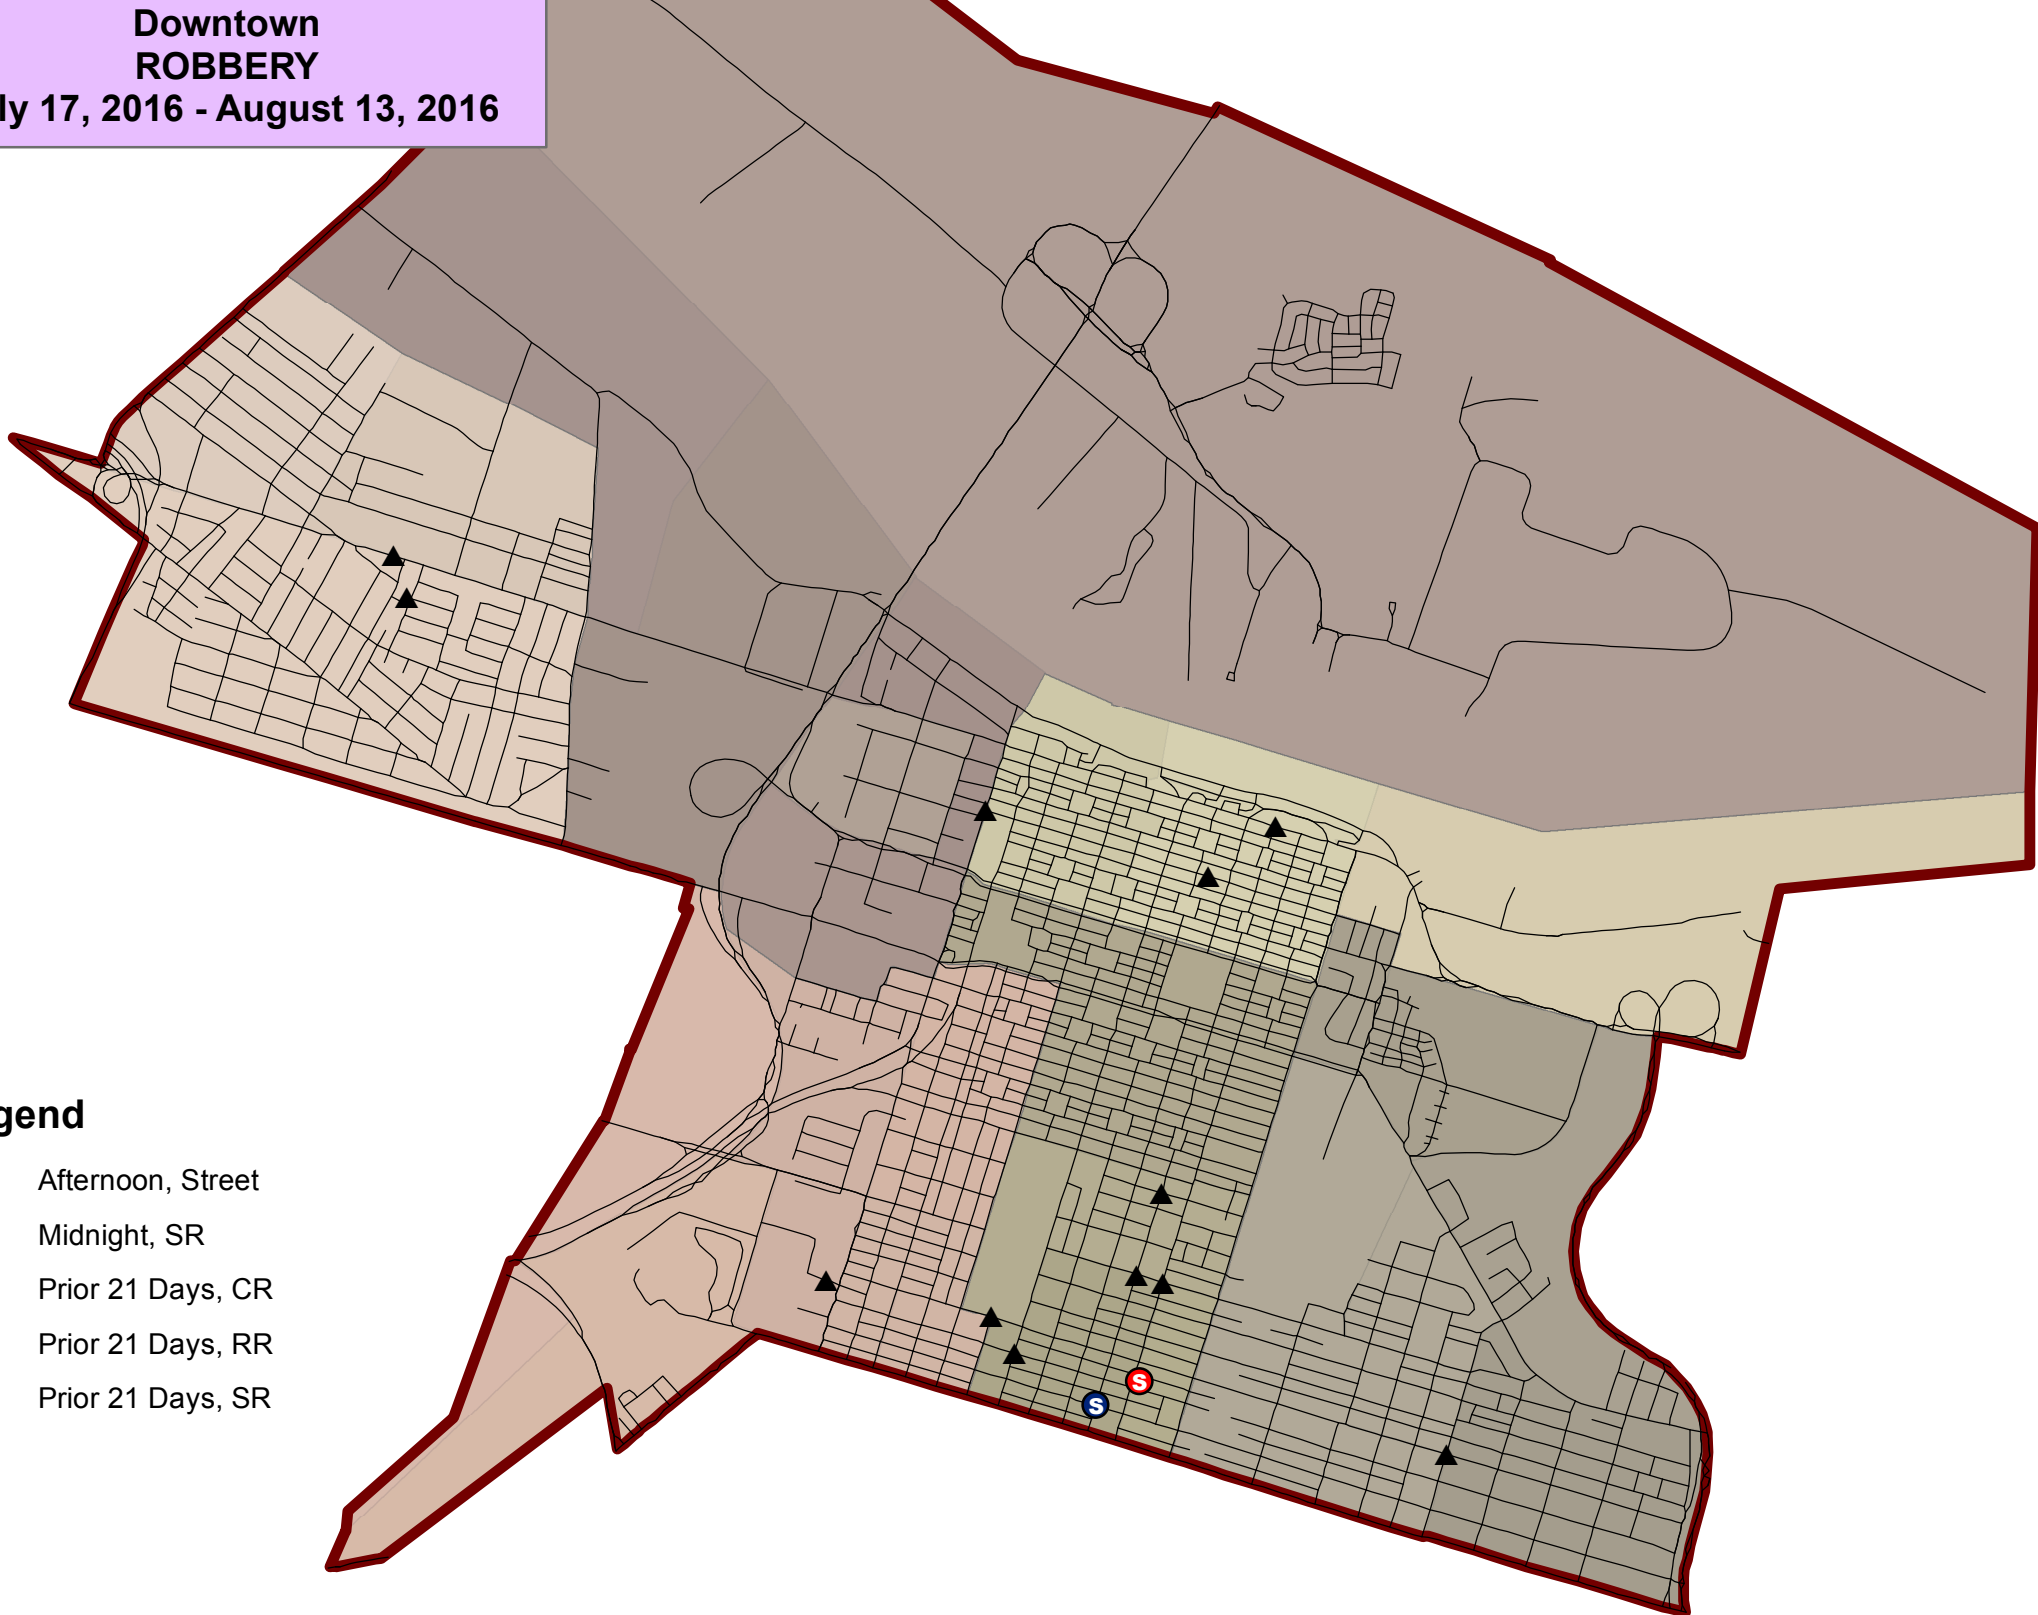 Downtown
ROBBERY
ly 17, 2016 - August 13, 2016
gend
Afternoon, Street
Midnight, SR
Prior 21 Days, CR
Prior 21 Days, RR
Prior 21 Days, SR
S
S